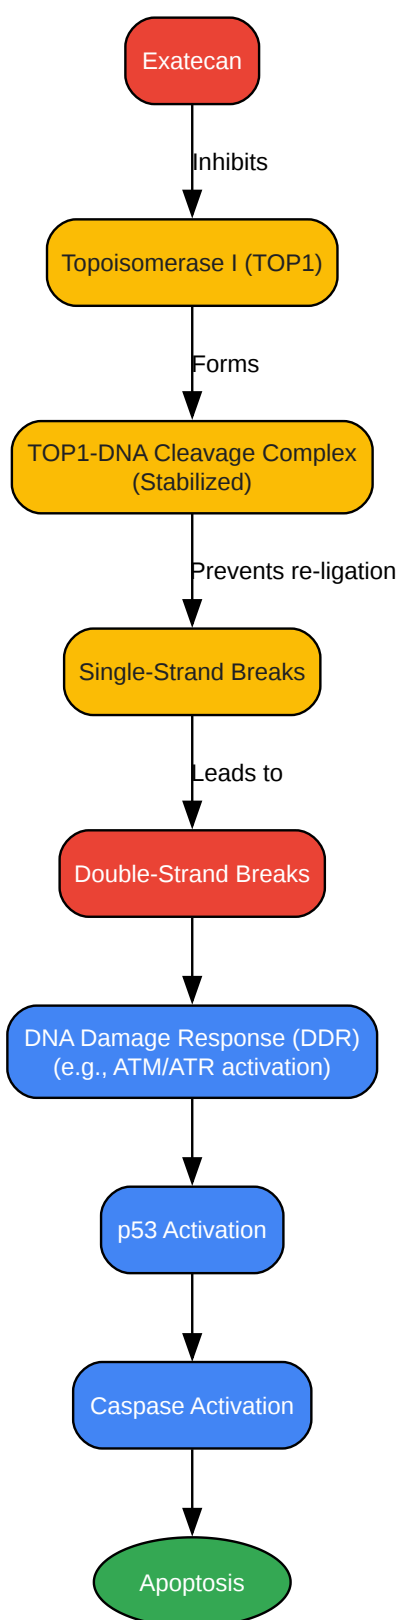 Exatecan
Inhibits
Topoisomerase I (TOP1)
Forms
TOP1-DNA Cleavage Complex
(Stabilized)
Prevents re-ligation
Single-Strand Breaks
Leads to
Double-Strand Breaks
DNA Damage Response (DDR)
(e.g., ATM/ATR activation)
p53 Activation
Caspase Activation
Apoptosis